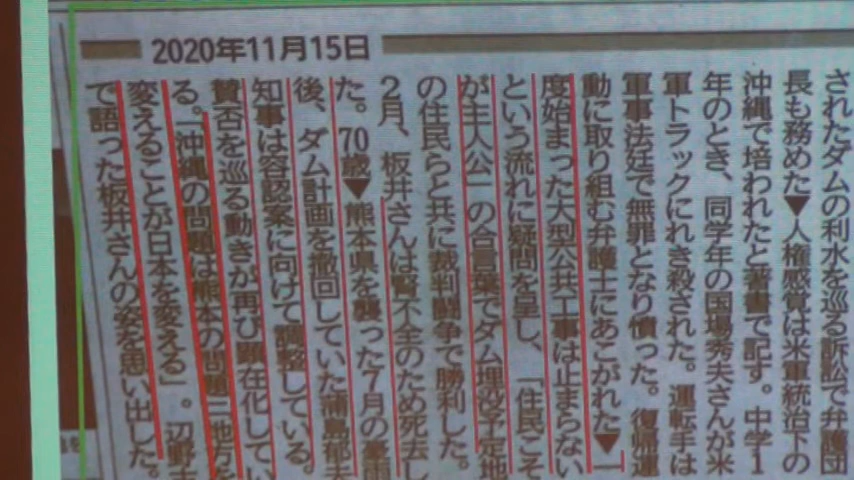 2020年11月15日
されたダムの利水を巡る訴訟で弁護団
長も務めた▼人権感覚は米軍統治下の
沖縄で培われたと著書で記す。中学1
年のとき、同学年の国場秀夫さんが米
軍トラックにれき殺された。運転手は
軍事法廷で無罪となり憤った。復帰運
動に取り組む弁護士にあこがれた▼一
度始まった大型公共工事は止まらない
という流れに疑問を呈し、「住民こそ
が主人公」の合言葉でダム埋没予定地
の住民らと共に裁判闘争で勝利した。
2月、板井さんは腎不全のため死去し
た。70歳▼熊本県を襲った7月の豪雨
後、ダム計画を撤回していた蒲島郁夫
知事は容認案に向けて調整している。
賛否を巡る動きが再び顕在化してい
る。「沖縄の問題は熊本の問題。地方を
変えることが日本を変える」。辺野古
で語った板井さんの姿を思い出した。